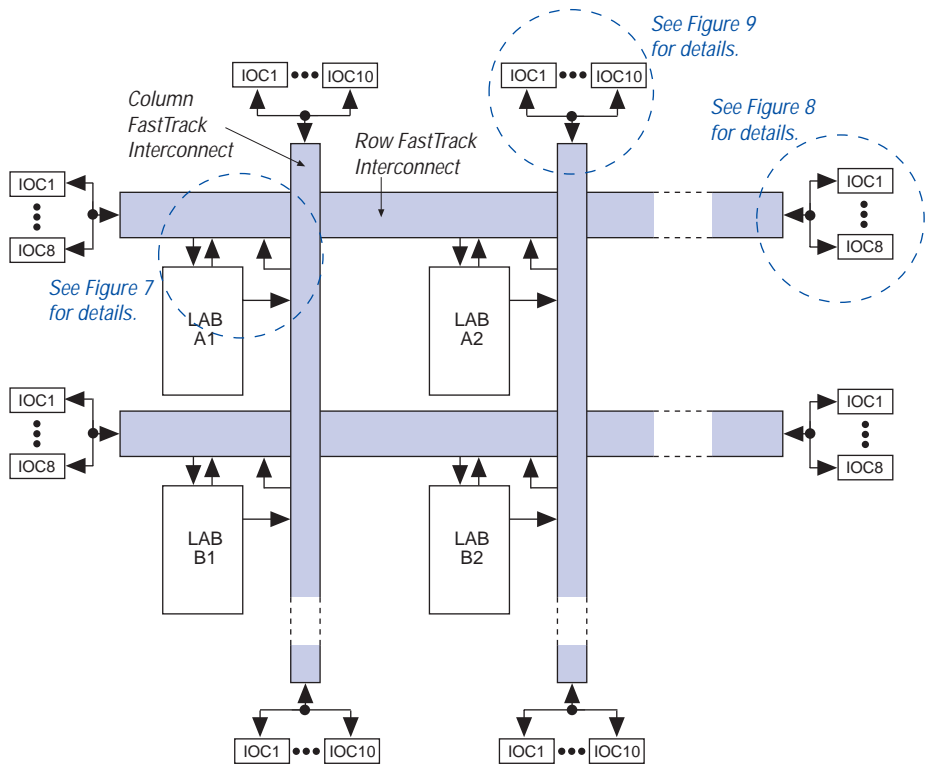 See Figure 9
for details.
IOC1
IOC10
IOC1
IOC10
Column
FastTrack
Interconnect
Row FastTrack
Interconnect
See Figure 8
for details.
IOC1
IOC8
IOC1
IOC8
See Figure 7
for details.
LAB
A1
LAB
A2
IOC1
IOC8
IOC1
IOC8
LAB
B1
LAB
B2
IOC1
IOC10
IOC1
IOC10